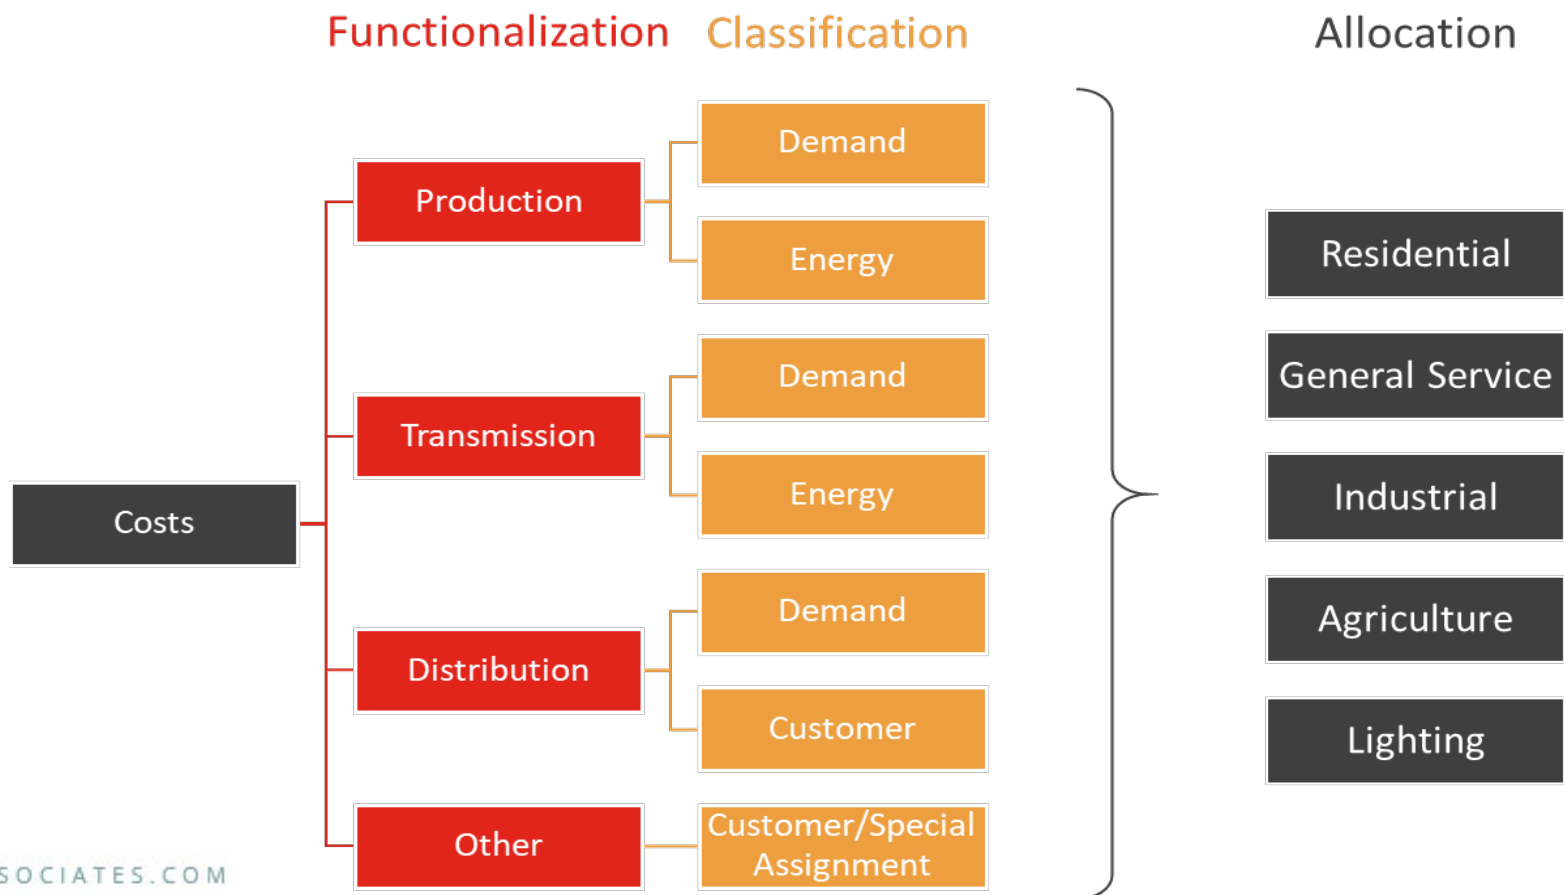 Functionalization
Classification
Allocation
Costs
Production
Demand
Energy
Transmission
Demand
Energy
Distribution
Demand
Customer
Other
Customer/Special
Assignment
Residential
General Service
Industrial
Agriculture
Lighting
SOCIATES.COM